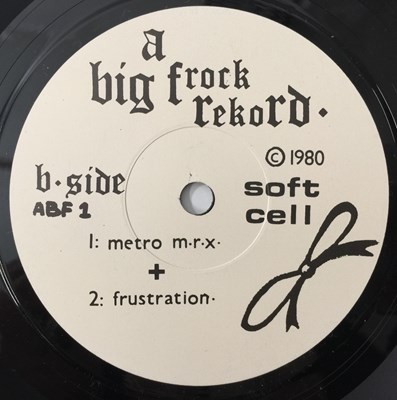 a
big frock
rekord.
© 1980
b. side
ABF 1
soft
cell
1: metro m.r.x.
+
2: frustration.